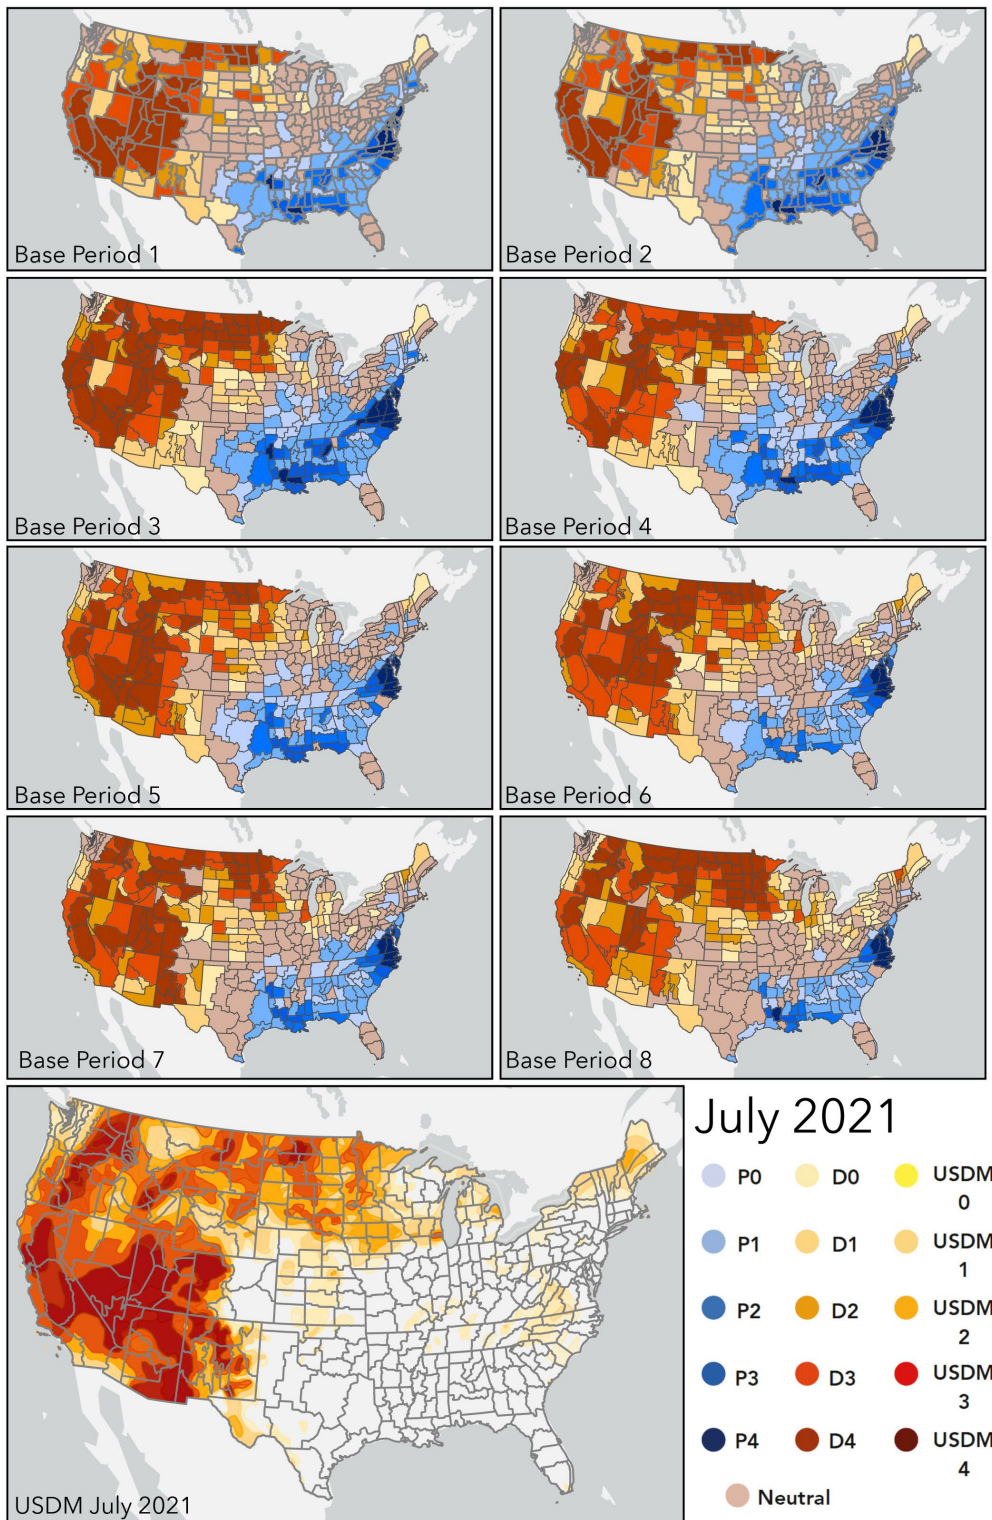 Base Period 1
Base Period 2
Base Period 3
Base Period 4
Base Period 5
Base Period 6
Base Period 7
Base Period 8
July 2021
P0 D0 USDM 0
P1 D1 USDM 1
P2 D2 USDM 2
P3 D3 USDM 3
P4 D4 USDM 4
Neutral
USDM July 2021